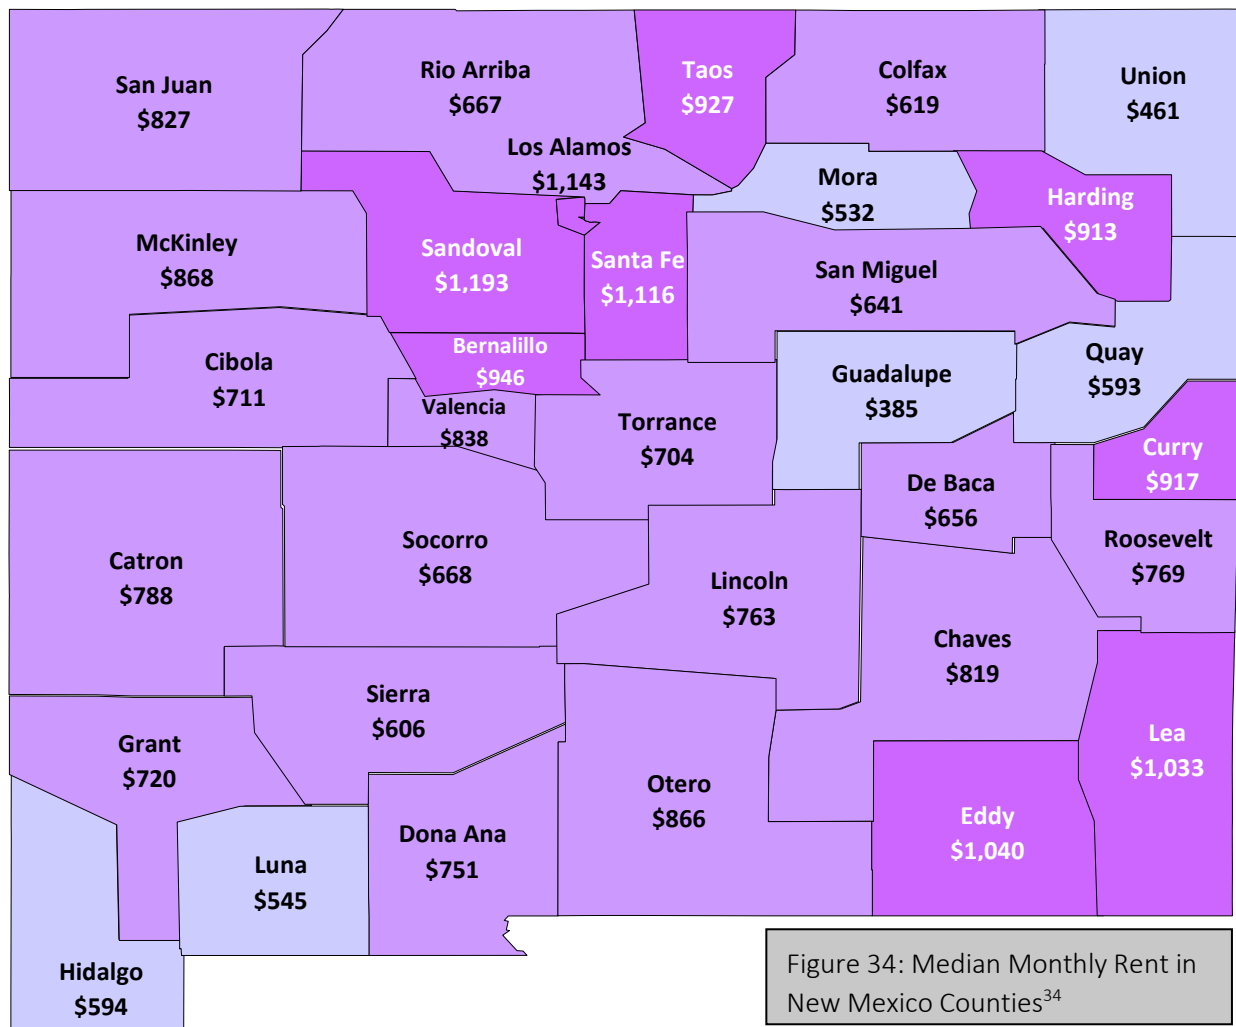 San Juan
$827
Rio Arriba
$667
Taos
$927
Colfax
$619
Union
$461
Los Alamos
$1,143
Mora
$532
Harding
$913
McKinley
$868
Sandoval
$1,193
Santa Fe
$1,116
San Miguel
$641
Cibola
$711
Bernalillo
$946
Guadalupe
$385
Quay
$593
Valencia
$838
Torrance
$704
Curry
$917
De Baca
$656
Catron
$788
Socorro
$668
Lincoln
$763
Roosevelt
$769
Chaves
$819
Sierra
$606
Grant
$720
Otero
$866
Lea
$1,033
Eddy
$1,040
Dona Ana
$751
Luna
$545
Hidalgo
$594
Figure 34: Median Monthly Rent in
New Mexico Counties34